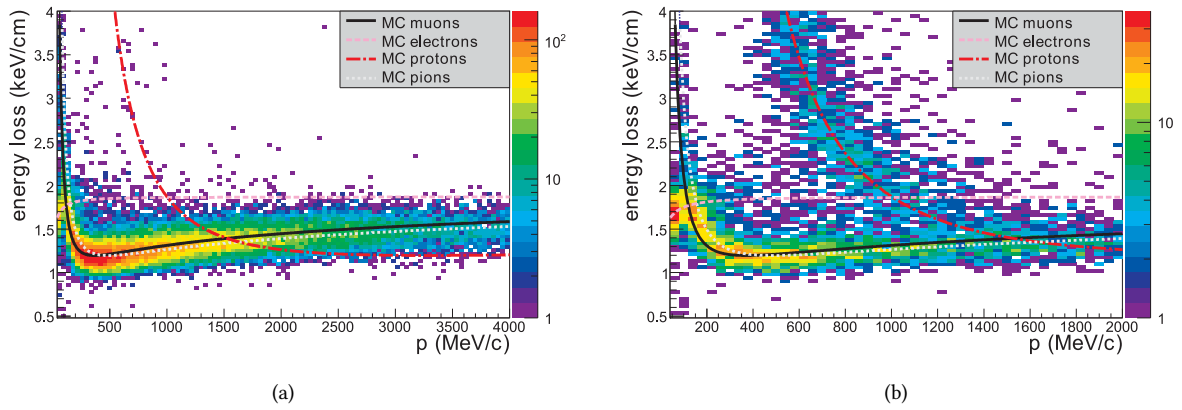 energy loss (keV/cm)
4
3.5
3
2.5
2
1.5
1
0.5
500 1000 1500 2000 2500 3000 3500 4000
p (MeV/c)
MC muons
MC electrons
MC protons
MC pions
10²
10
1
(a)
energy loss (keV/cm)
4
3.5
3
2.5
2
1.5
1
0.5
200 400 600 800 1000 1200 1400 1600 1800 2000
p (MeV/c)
MC muons
MC electrons
MC protons
MC pions
10
1
(b)